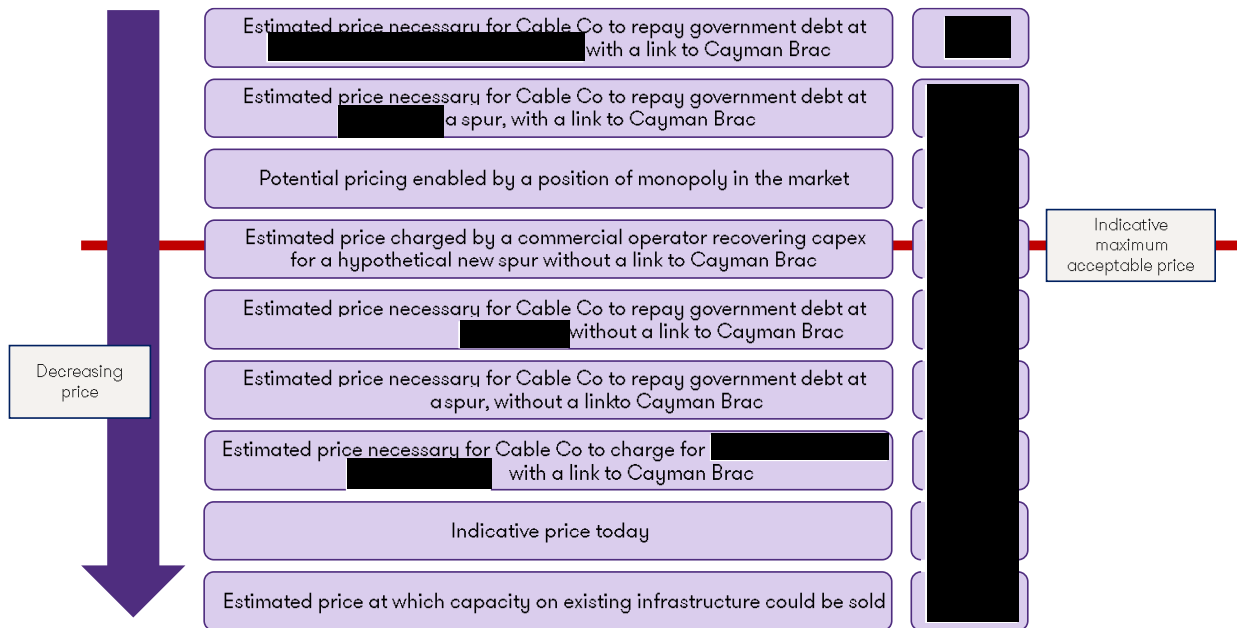 Estimated price necessary for Cable Co to repay government debt at
with a link to Cayman Brac
Estimated price necessary for Cable Co to repay government debt at
a spur, with a link to Cayman Brac
Potential pricing enabled by a position of monopoly in the market
Estimated price charged by a commercial operator recovering capex
for a hypothetical new spur without a link to Cayman Brac
Indicative
maximum
acceptable price
Estimated price necessary for Cable Co to repay government debt at
without a link to Cayman Brac
Decreasing
price
Estimated price necessary for Cable Co to repay government debt at
a spur, without a linkto Cayman Brac
Estimated price necessary for Cable Co to charge for
with a link to Cayman Brac
Indicative price today
Estimated price at which capacity on existing infrastructure could be sold